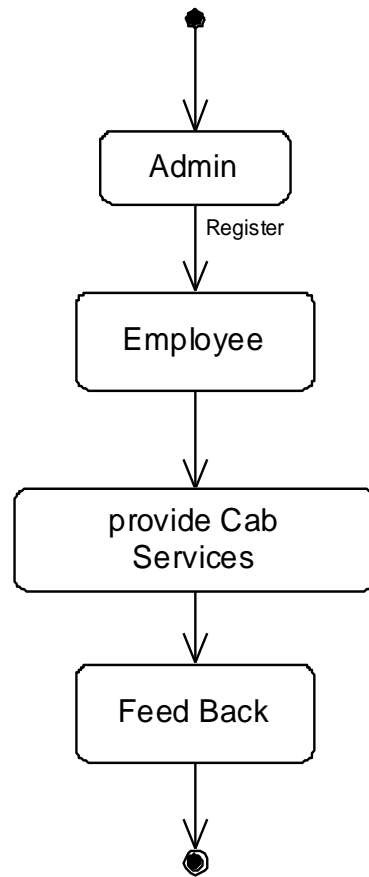 Admin
Register
Employee
provide Cab
Services
Feed Back